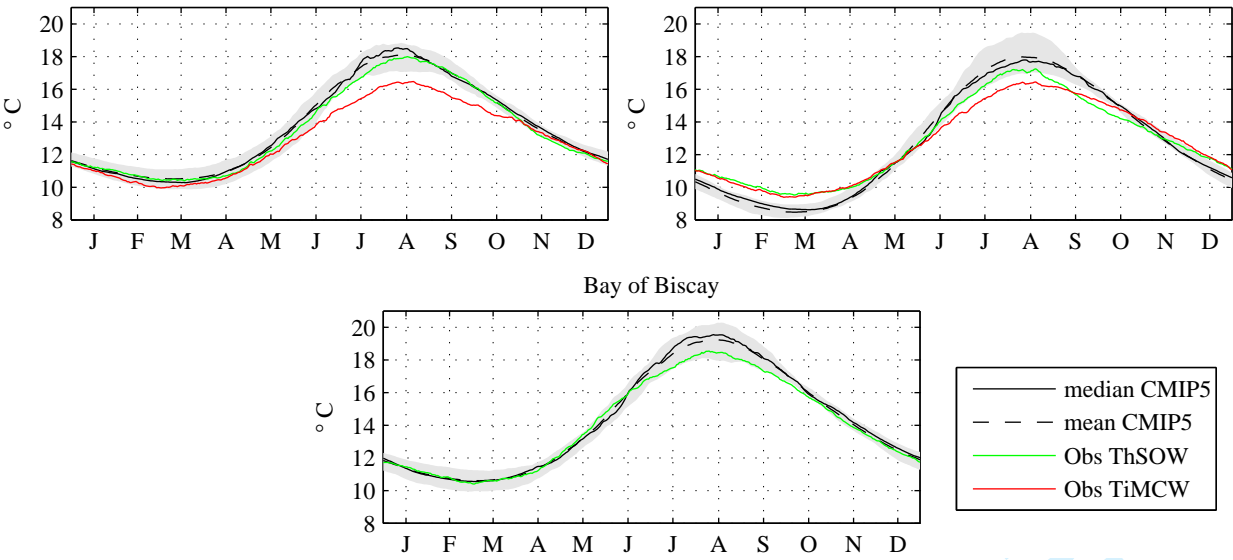 20
18
16
14
12
10
8
° C
J F M A M J J A S O N D
20
18
16
14
12
10
8
° C
J F M A M J J A S O N D
Bay of Biscay
20
18
16
14
12
10
8
° C
J F M A M J J A S O N D
median CMIP5
mean CMIP5
Obs ThSOW
Obs TiMCW